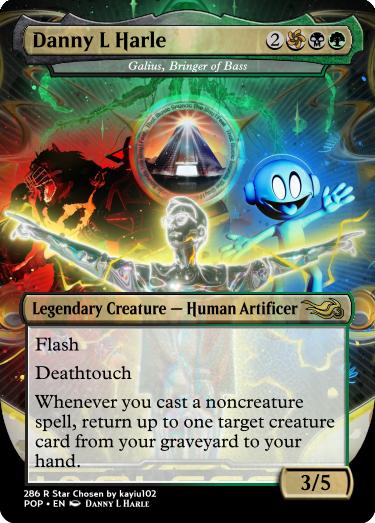 Danny L Harle 2
Galius, Bringer of Bass
Legendary Creature — Human Artificer
Flash
Deathtouch
Whenever you cast a noncreature
spell, return up to one target creature
card from your graveyard to your
hand.
3/5
286 R Star Chosen by kayiu102
POP • EN Danny L Harle